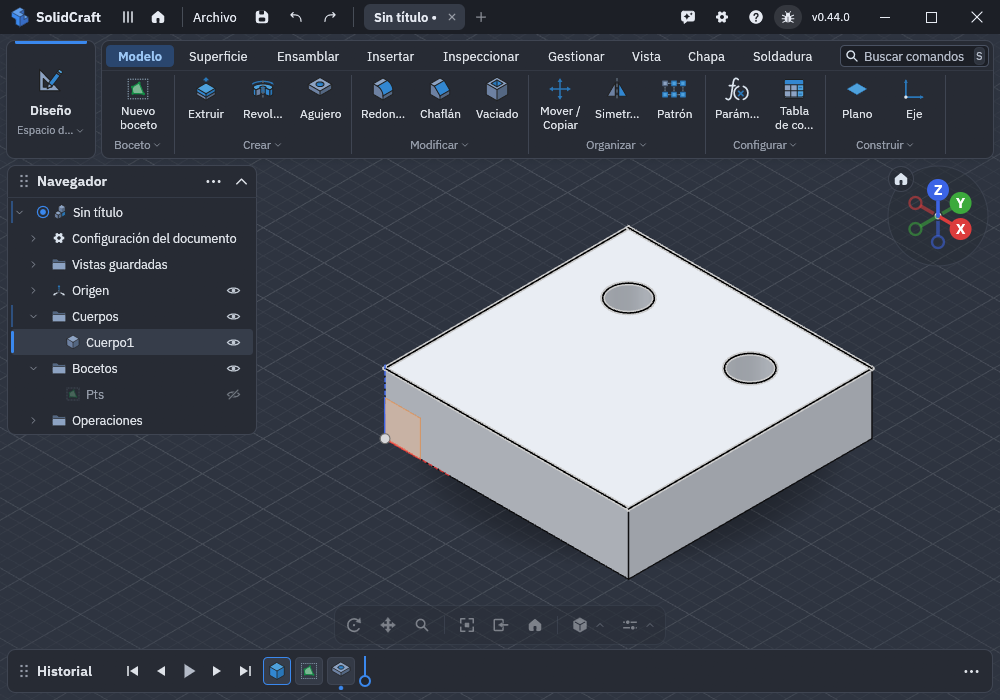 SolidCraft
Archivo
Sin título •
v0.44.0
Diseño
Espacio d...
Modelo
Superficie
Ensamblar
Insertar
Inspeccionar
Gestionar
Vista
Chapa
Soldadura
Buscar comandos
S
Nuevo
boceto
Boceto
Extruir
Revol...
Agujero
Crear
Redon...
Chaflán
Vaciado
Modificar
Mover /
Copiar
Simetr...
Patrón
Organizar
Parám...
Tabla
de co...
Configurar
Plano
Eje
Construir
Navegador
Sin título
Configuración del documento
Vistas guardadas
Origen
Cuerpos
Cuerpo1
Bocetos
Pts
Operaciones
Z
Y
X
Historial